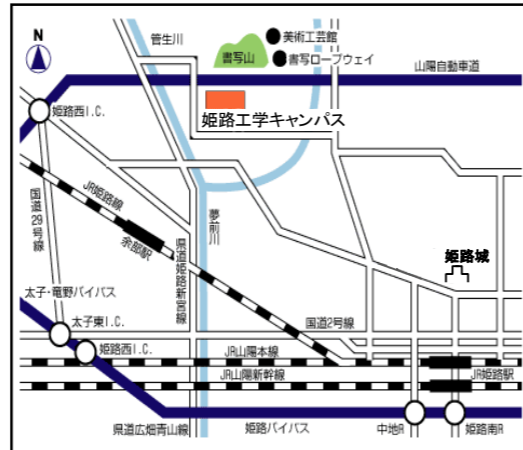 N
管生川
美術工芸館
書写山
書写ロープウェイ
山陽自動車道
姫路工学キャンパス
姫路西I.C.
JR姫路線
国道29号線
余部駅
県道姫路新宮線
夢前川
姫路城
太子・竜野バイパス
太子東I.C.
国道2号線
姫路西I.C.
JR山陽本線
JR山陽新幹線
JR姫路駅
県道広畑青山線
姫路バイパス
中地R
姫路南R